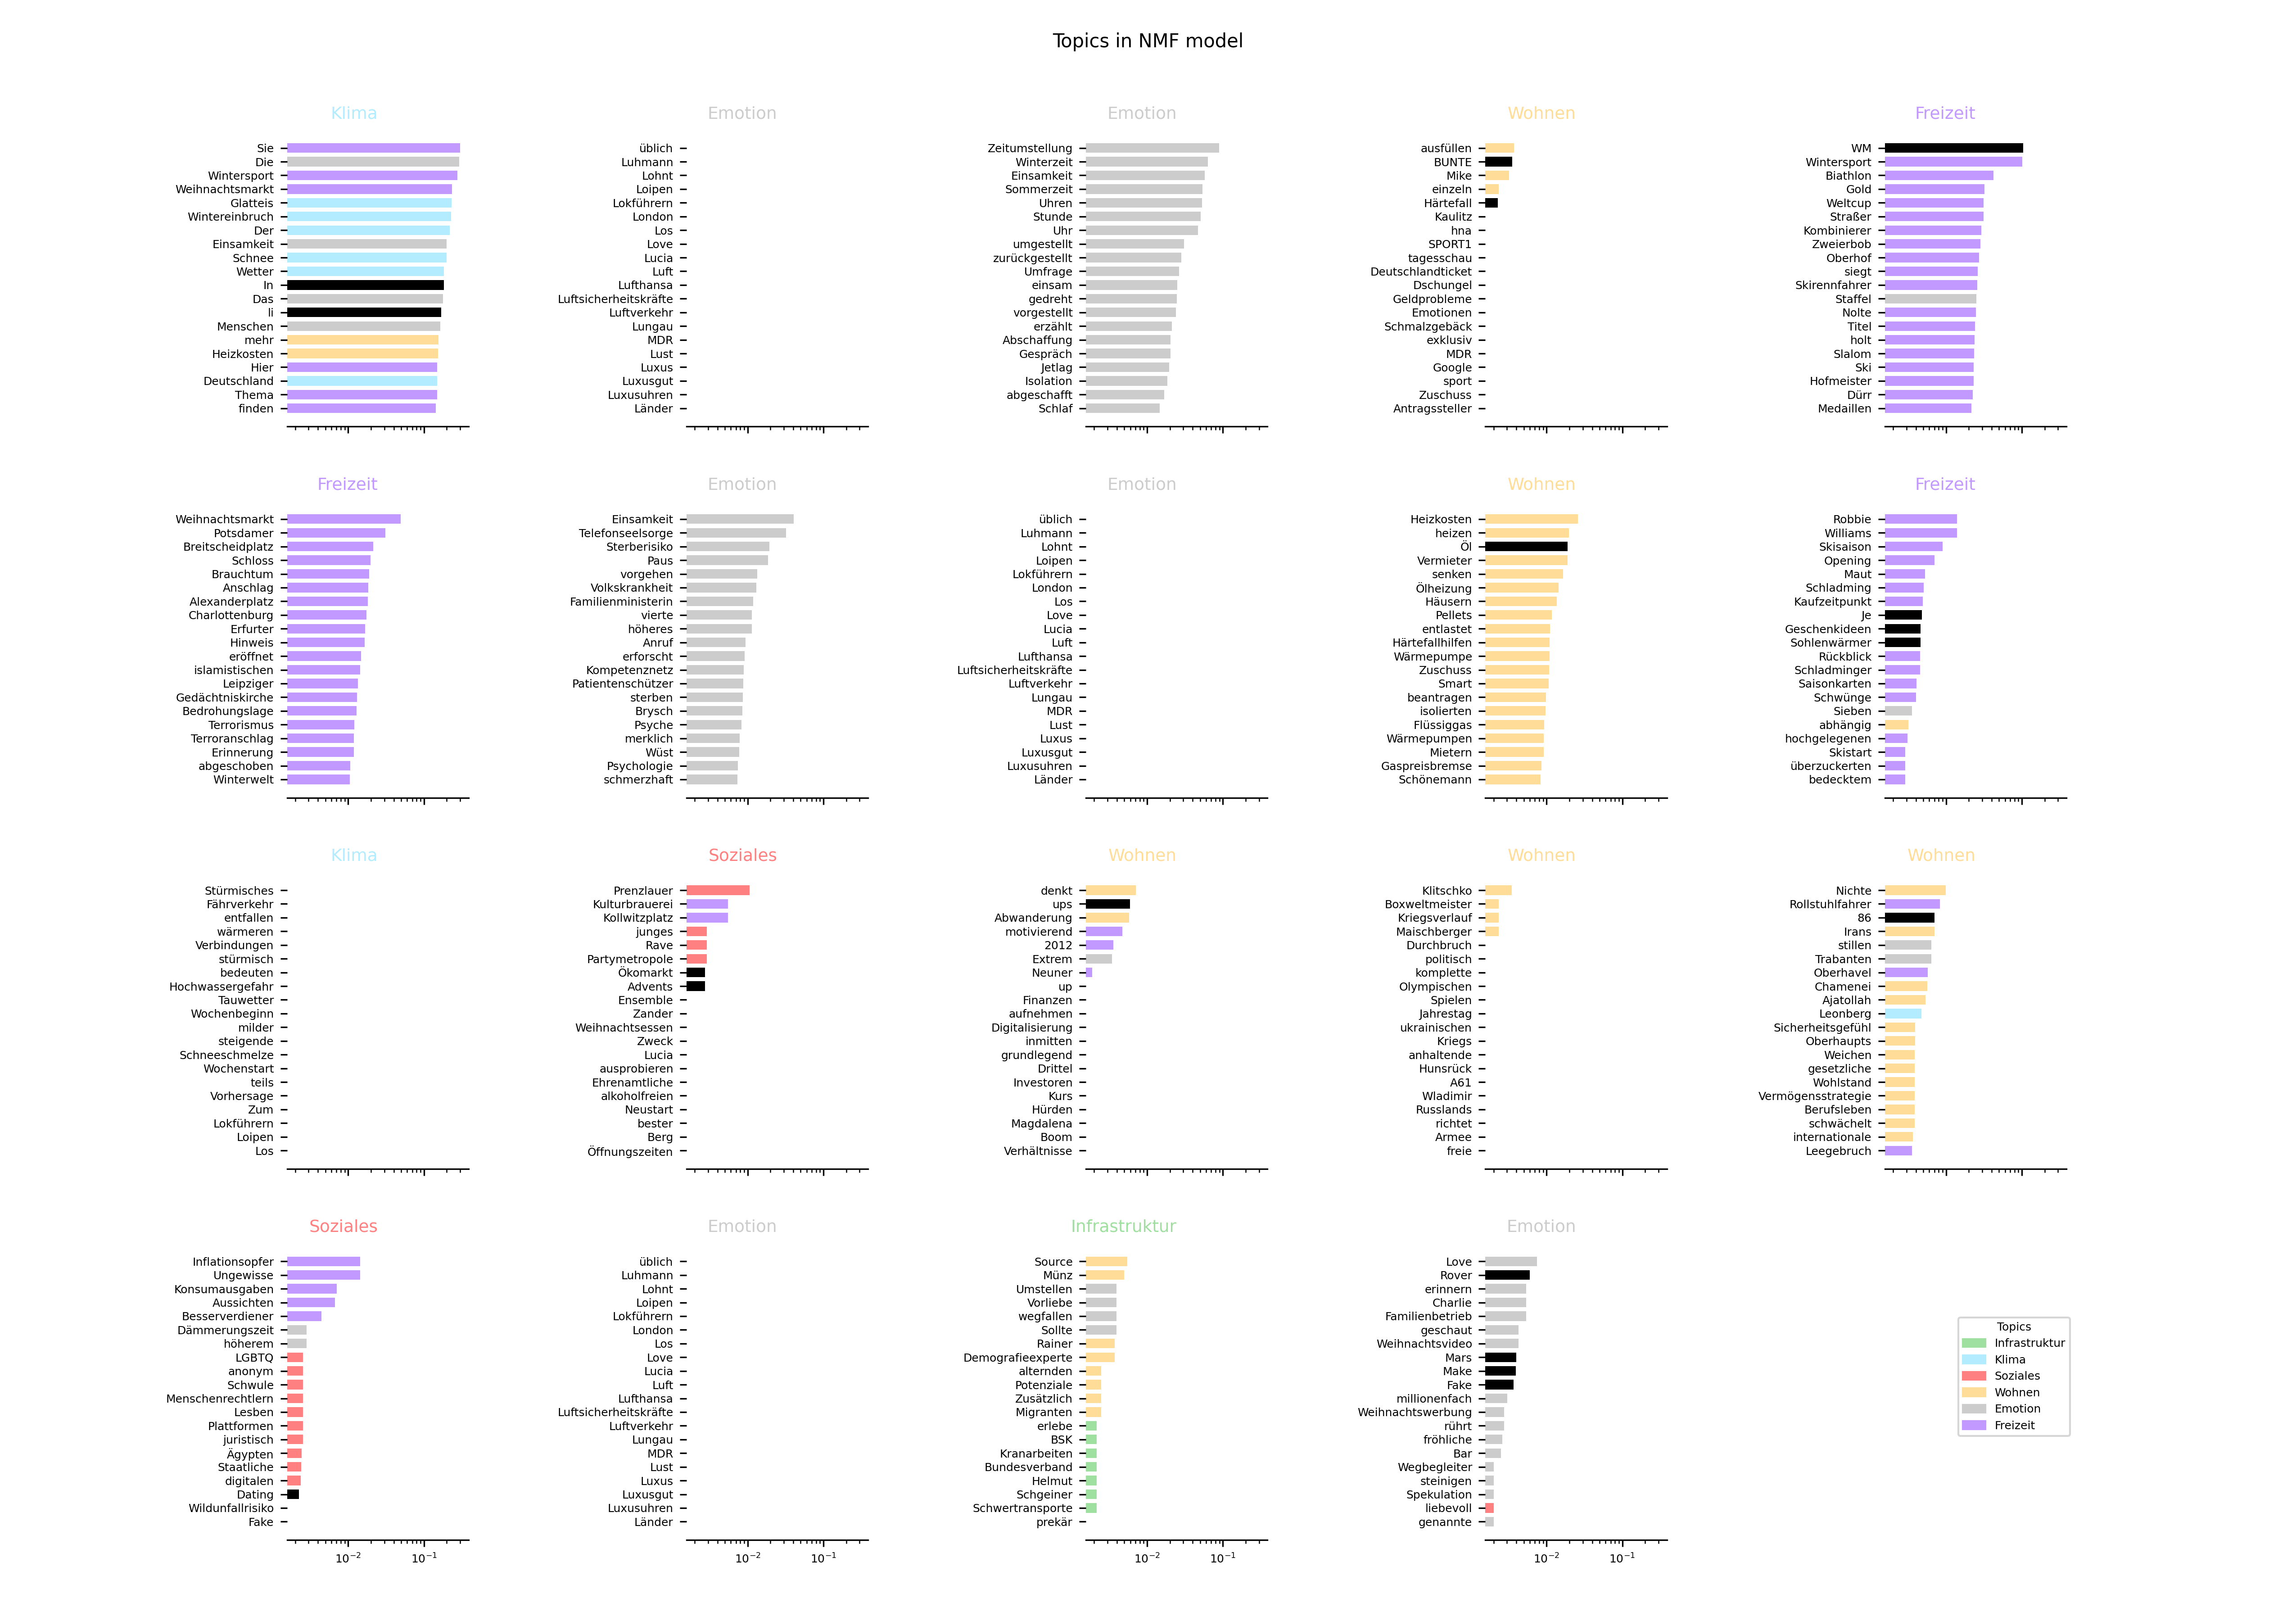 Topics in NMF model
Klima
Sie
Die
Wintersport
Weihnachtsmarkt
Glatteis
Wintereinbruch
Der
Einsamkeit
Schnee
Wetter
In
Das
li
Menschen
mehr
Heizkosten
Hier
Deutschland
Thema
finden
Emotion
üblich
Luhmann
Lohnt
Loipen
Lokführern
London
Los
Love
Lucia
Luft
Lufthansa
Luftsicherheitskräfte
Luftverkehr
Lungau
MDR
Lust
Luxus
Luxusgut
Luxusuhren
Länder
Emotion
Zeitumstellung
Winterzeit
Einsamkeit
Sommerzeit
Uhren
Stunde
Uhr
umgestellt
zurückgestellt
Umfrage
einsam
gedreht
vorgestellt
erzählt
Abschaffung
Gespräch
Jetlag
Isolation
abgeschafft
Schlaf
Wohnen
ausfüllen
BUNTE
Mike
einzeln
Härtefall
Kaulitz
hna
SPORT1
tagesschau
Deutschlandticket
Dschungel
Geldprobleme
Emotionen
Schmalzgebäck
exklusiv
MDR
Google
sport
Zuschuss
Antragssteller
Freizeit
WM
Wintersport
Biathlon
Gold
Weltcup
Straßer
Kombinierer
Zweierbob
Oberhof
siegt
Skirennfahrer
Staffel
Nolte
Titel
holt
Slalom
Ski
Hofmeister
Dürr
Medaillen
Freizeit
Weihnachtsmarkt
Potsdamer
Breitscheidplatz
Schloss
Brauchtum
Anschlag
Alexanderplatz
Charlottenburg
Erfurter
Hinweis
eröffnet
islamistischen
Leipziger
Gedächtniskirche
Bedrohungslage
Terrorismus
Terroranschlag
Erinnerung
abgeschoben
Winterwelt
Emotion
Einsamkeit
Telefonseelsorge
Sterberisiko
Paus
vorgehen
Volkskrankheit
Familienministerin
vierte
höheres
Anruf
erforscht
Kompetenznetz
Patientenschützer
sterben
Brysch
Psyche
merklich
Wüst
Psychologie
schmerzhaft
Emotion
üblich
Luhmann
Lohnt
Loipen
Lokführern
London
Los
Love
Lucia
Luft
Lufthansa
Luftsicherheitskräfte
Luftverkehr
Lungau
MDR
Lust
Luxus
Luxusgut
Luxusuhren
Länder
Wohnen
Heizkosten
heizen
Öl
Vermieter
senken
Ölheizung
Häusern
Pellets
entlastet
Härtefallhilfen
Wärmepumpe
Zuschuss
Smart
beantragen
isolierten
Flüssiggas
Wärmepumpen
Mietern
Gaspreisbremse
Schönemann
Freizeit
Robbie
Williams
Skisaison
Opening
Maut
Schladming
Kaufzeitpunkt
Je
Geschenkideen
Sohlenwärmer
Rückblick
Schladminger
Saisonkarten
Schwünge
Sieben
abhängig
hochgelegenen
Skistart
überzuckerten
bedecktem
Klima
Stürmisches
Fährverkehr
entfallen
wärmeren
Verbindungen
stürmisch
bedeuten
Hochwassergefahr
Tauwetter
Wochenbeginn
milder
steigende
Schneeschmelze
Wochenstart
teils
Vorhersage
Zum
Lokführern
Loipen
Los
Soziales
Prenzlauer
Kulturbrauerei
Kollwitzplatz
junges
Rave
Partymetropole
Ökomarkt
Advents
Ensemble
Zander
Weihnachtsessen
Zweck
Lucia
ausprobieren
Ehrenamtliche
alkoholfreien
Neustart
bester
Berg
Öffnungszeiten
Wohnen
denkt
ups
Abwanderung
motivierend
2012
Extrem
Neuner
up
Finanzen
aufnehmen
Digitalisierung
inmitten
grundlegend
Drittel
Investoren
Kurs
Hürden
Magdalena
Boom
Verhältnisse
Wohnen
Klitschko
Boxweltmeister
Kriegsverlauf
Maischberger
Durchbruch
politisch
komplette
Olympischen
Spielen
Jahrestag
ukrainischen
Kriegs
anhaltende
Hunsrück
A61
Wladimir
Russlands
richtet
Armee
freie
Wohnen
Nichte
Rollstuhlfahrer
86
Irans
stillen
Trabanten
Oberhavel
Chamenei
Ajatollah
Leonberg
Sicherheitsgefühl
Oberhaupts
Weichen
gesetzliche
Wohlstand
Vermögensstrategie
Berufsleben
schwächelt
internationale
Leegebruch
Soziales
Inflationsopfer
Ungewisse
Konsumausgaben
Aussichten
Besserverdiener
Dämmerungszeit
höherem
LGBTQ
anonym
Schwule
Menschenrechtlern
Lesben
Plattformen
juristisch
Ägypten
Staatliche
digitalen
Dating
Wildunfallrisiko
Fake
10⁻² 10⁻¹
Emotion
üblich
Luhmann
Lohnt
Loipen
Lokführern
London
Los
Love
Lucia
Luft
Lufthansa
Luftsicherheitskräfte
Luftverkehr
Lungau
MDR
Lust
Luxus
Luxusgut
Luxusuhren
Länder
10⁻² 10⁻¹
Infrastruktur
Source
Münz
Umstellen
Vorliebe
wegfallen
Sollte
Rainer
Demografieexperte
alternden
Potenziale
Zusätzlich
Migranten
erlebe
BSK
Kranarbeiten
Bundesverband
Helmut
Schgeiner
Schwertransporte
prekär
10⁻² 10⁻¹
Emotion
Love
Rover
erinnern
Charlie
Familienbetrieb
geschaut
Weihnachtsvideo
Mars
Make
Fake
millionenfach
Weihnachtswerbung
rührt
fröhliche
Bar
Wegbegleiter
steinigen
Spekulation
liebevoll
genannte
10⁻² 10⁻¹
Topics
Infrastruktur
Klima
Soziales
Wohnen
Emotion
Freizeit